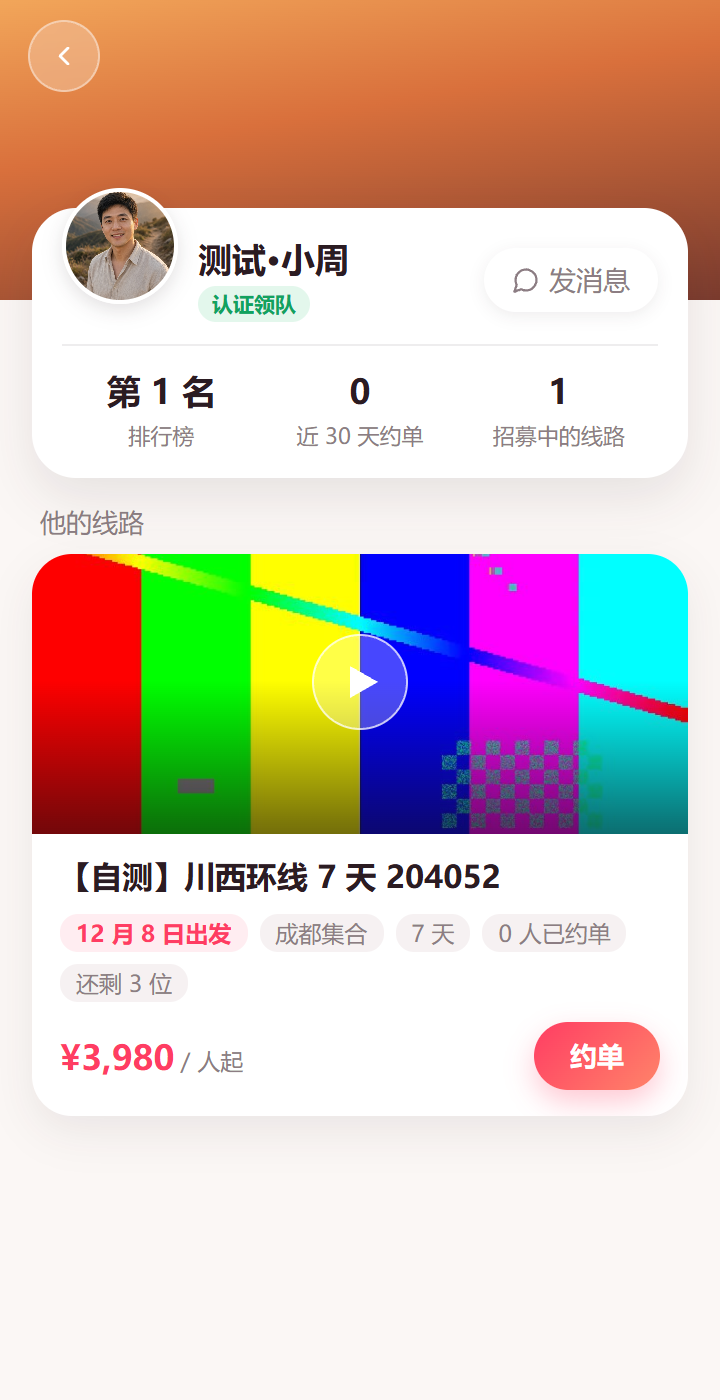 测试•小周
认证领队
发消息
第 1 名
0
1
排行榜
近 30 天约单
招募中的线路
他的线路
【自测】川西环线 7 天 204052
12 月 8 日出发
成都集合
7 天
0 人已约单
还剩 3 位
¥3,980 / 人起
约单